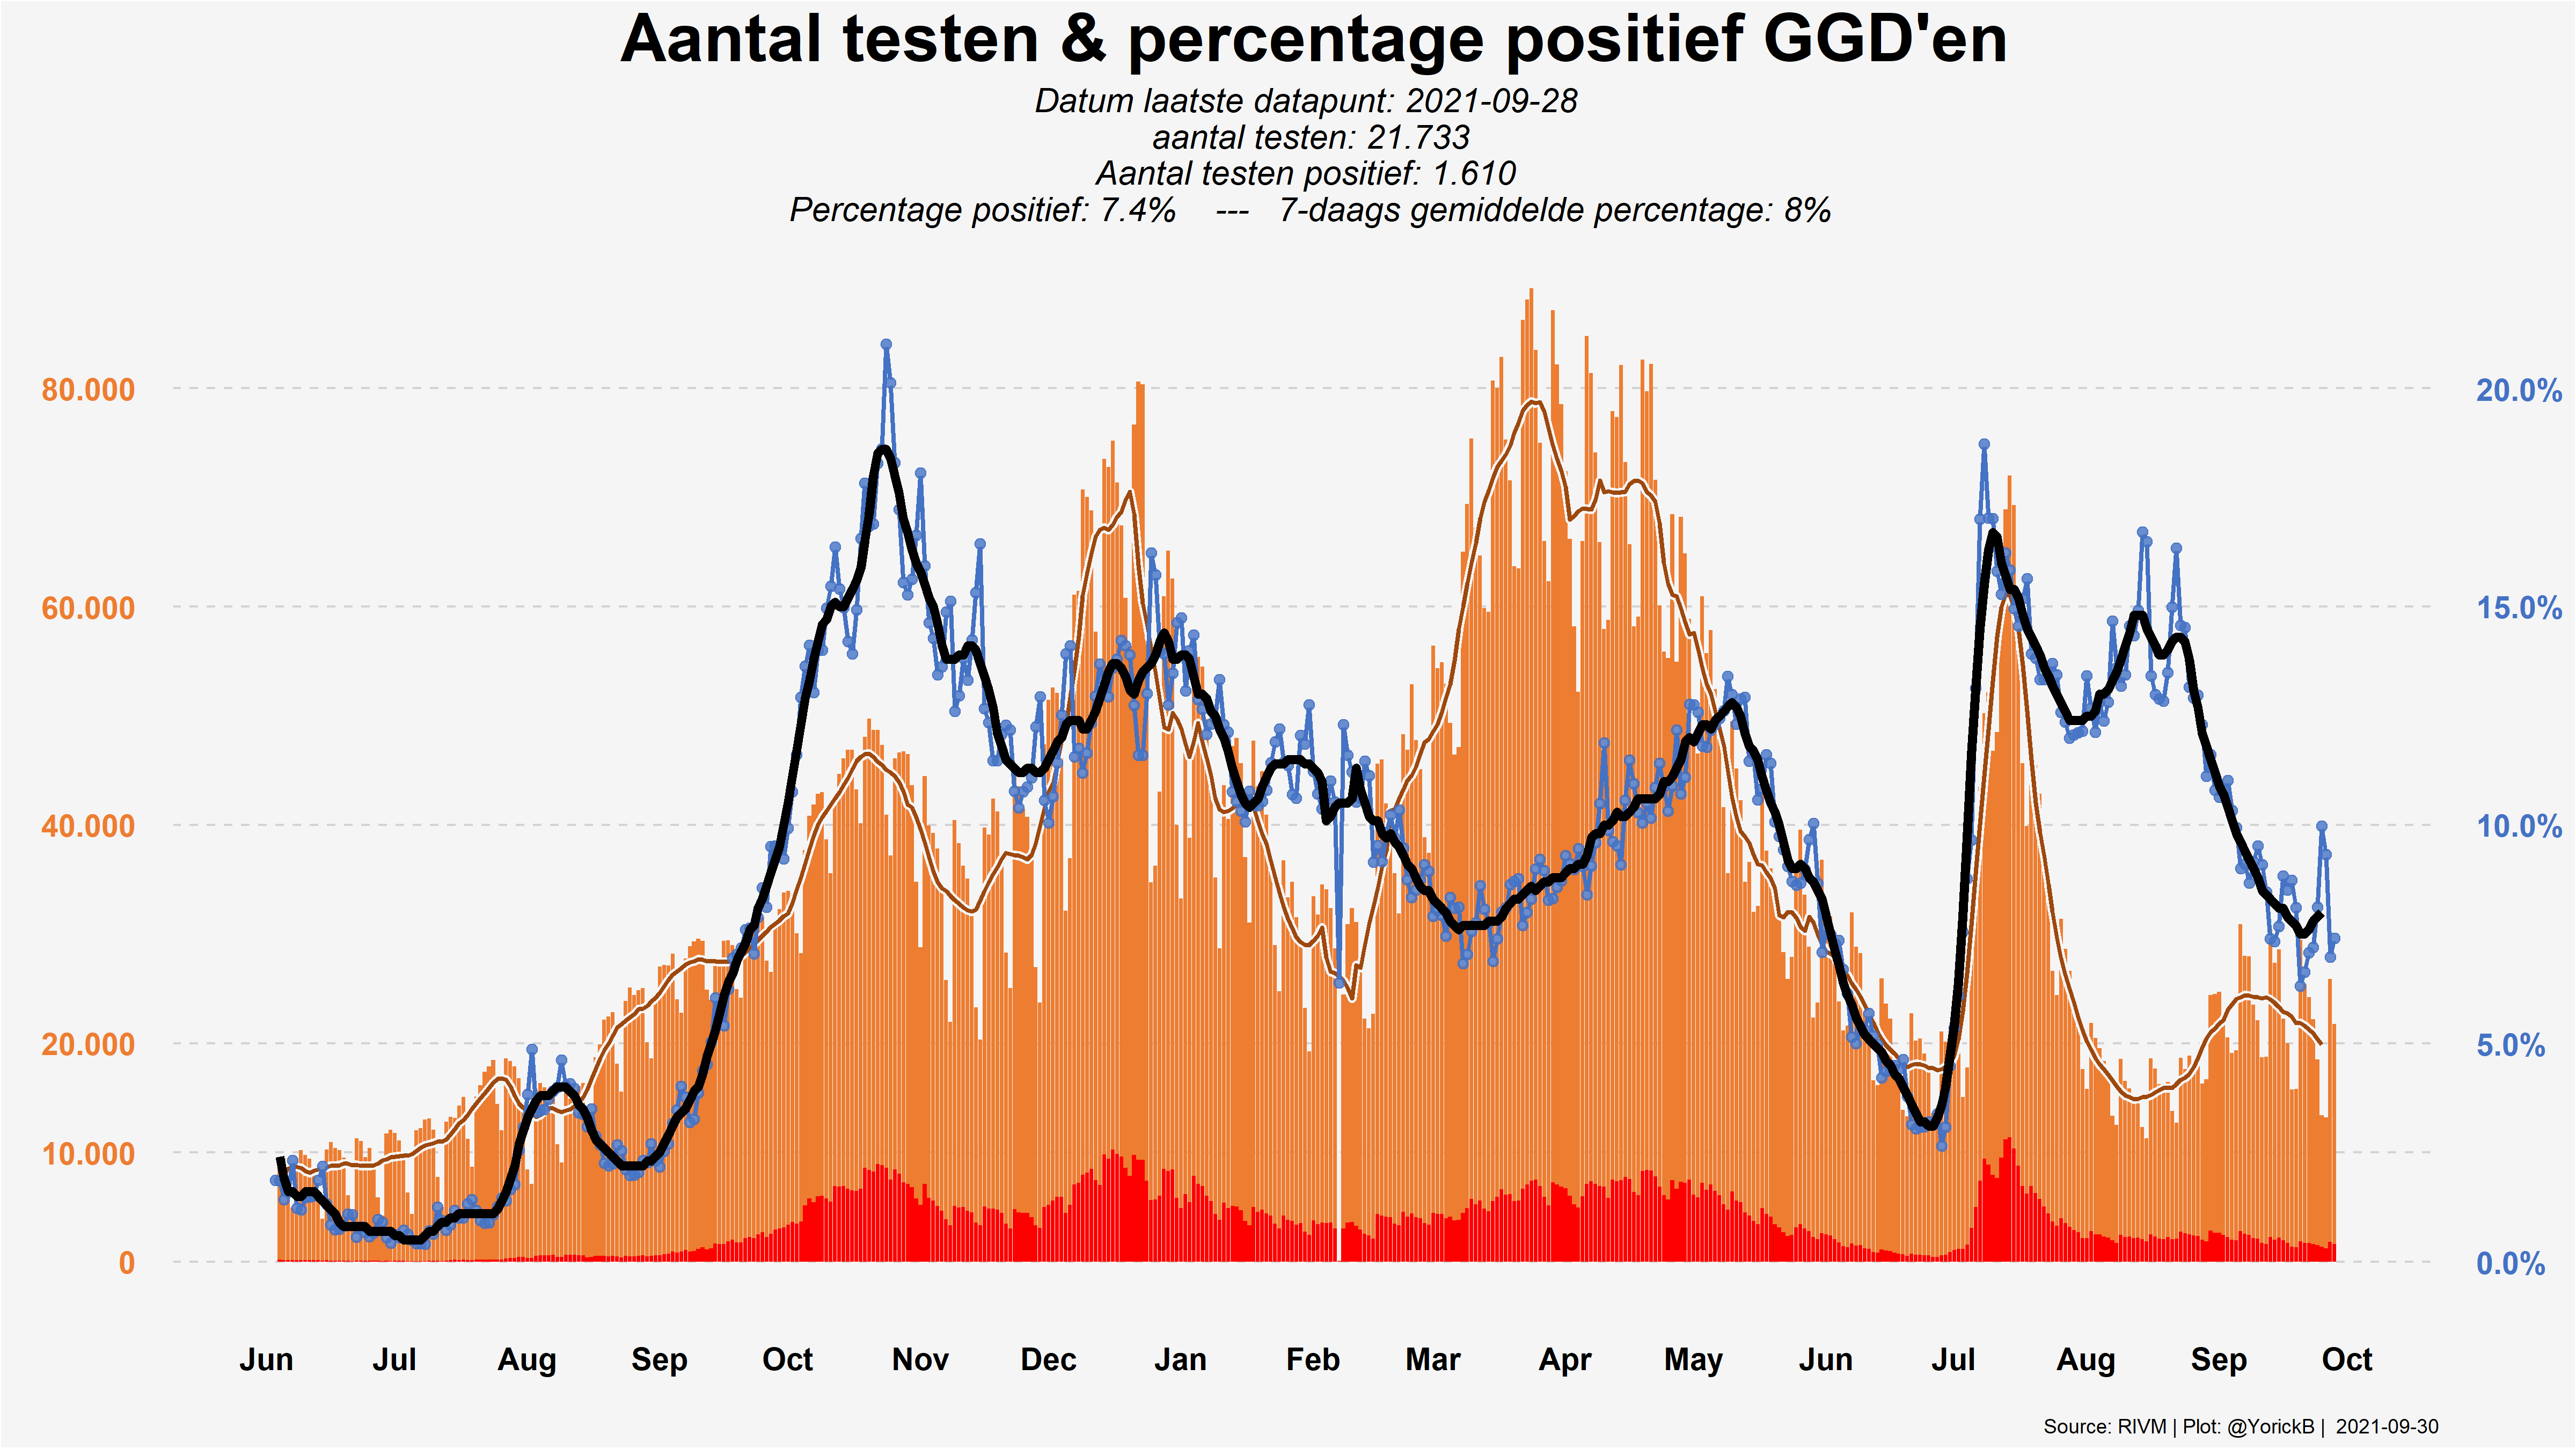 Aantal testen & percentage positief GGD'en
Datum laatste datapunt: 2021-09-28
aantal testen: 21.733
Aantal testen positief: 1.610
Percentage positief: 7.4% --- 7-daags gemiddelde percentage: 8%
80.000 20.0%
60.000 15.0%
40.000 10.0%
20.000 5.0%
10.000
0 0.0%
Jun Jul Aug Sep Oct Nov Dec Jan Feb Mar Apr May Jun Jul Aug Sep Oct
Source: RIVM | Plot: @YorickB | 2021-09-30